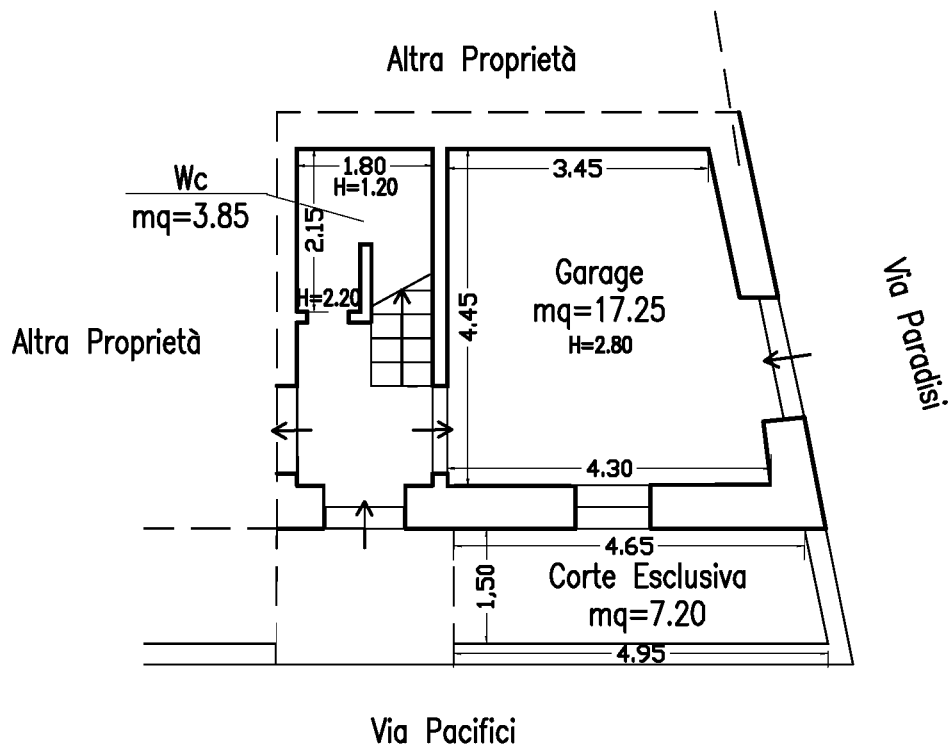 Altra Proprietà
Wc
mq=3.85
1.80
H=1.20
2.15
H=2.20
3.45
4.45
Garage
mq=17.25
H=2.80
Altra Proprietà
Via Paradisi
4.30
4.65
1,50
Corte Esclusiva
mq=7.20
4.95
Via Pacifici